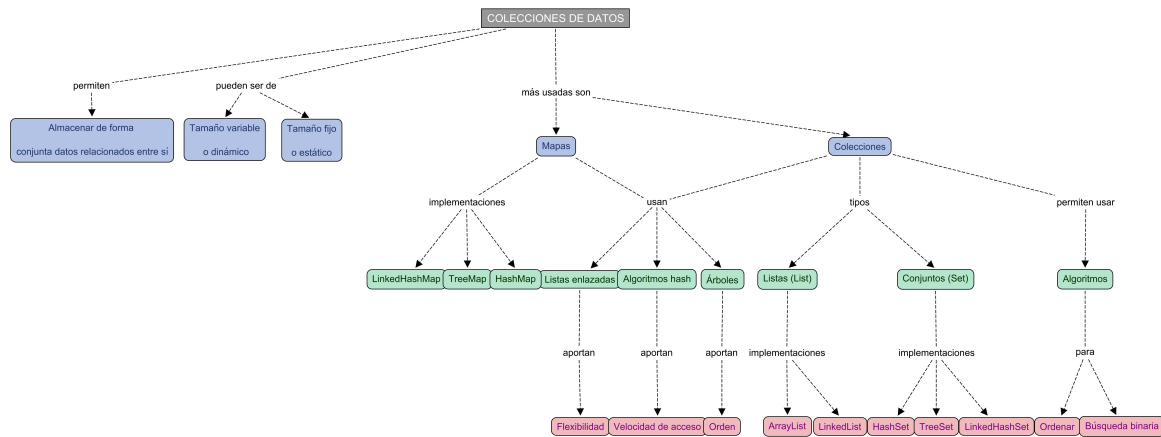 COLECCIONES DE DATOS
permiten
pueden ser de
más usadas son
Almacenar de forma
conjunta datos relacionados entre sí
Tamaño variable
o dinámico
Tamaño fijo
o estático
Mapas
Colecciones
implementaciones
usan
tipos
permiten usar
LinkedHashMap
TreeMap
HashMap
Listas enlazadas
Algoritmos hash
Árboles
Listas (List)
Conjuntos (Set)
Algoritmos
aportan
aportan
aportan
implementaciones
implementaciones
para
Flexibilidad
Velocidad de acceso
Orden
ArrayList
LinkedList
HashSet
TreeSet
LinkedHashSet
Ordenar
Búsqueda binaria